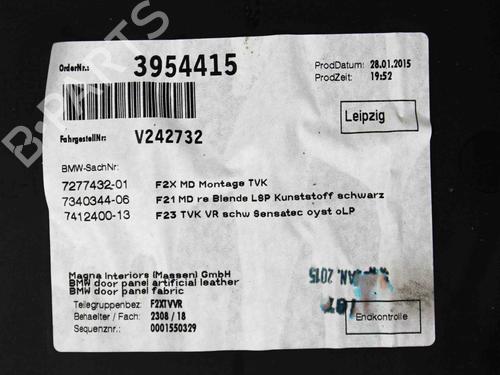 OrderNr.: 3954415
ProdDatum: 28.01.2015
ProdZeit: 19:52
Leipzig
FahrgestellNr: V242732
BMW-SachNr:
7277432-01 F2X MD Montage TVK
7340344-06 F21 MD re Blende LSP Kunststoff schwarz
7412400-13 F23 TVK VR schw Sensatec oyst oLP
Magna Interiors (Massen) GmbH
BMW door panel artificial leather
BMW door panel fabric
Teilegruppenbez: F2XTVVR
Behaelter / Fach: 2308 / 18
Sequenznr.: 0001550329
JAN. 2015
187
Endkontrolle
B-PARTS